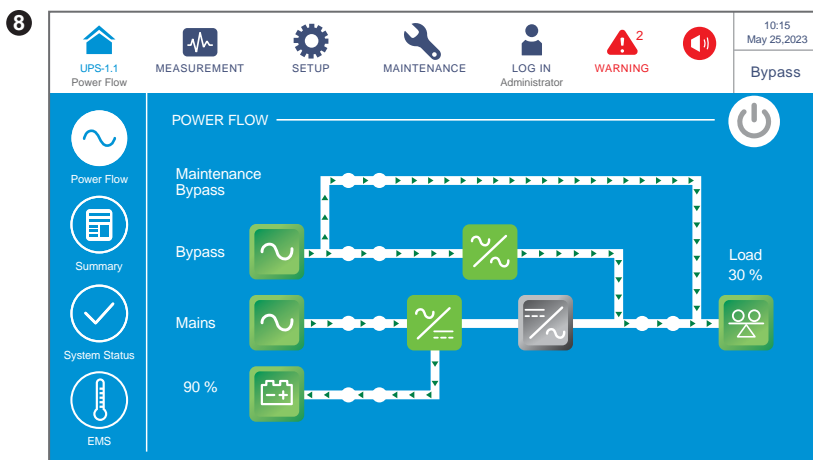 8
UPS-1.1
Power Flow
MEASUREMENT
SETUP
MAINTENANCE
LOG IN
Administrator
2
WARNING
10:15
May 25,2023
Bypass
POWER FLOW
Power Flow
Summary
System Status
EMS
Maintenance
Bypass
Bypass
Mains
90 %
Load
30 %